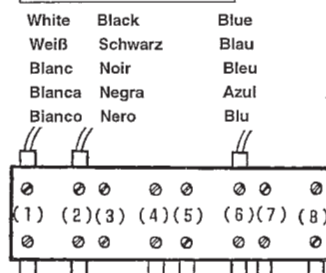 White Black Blue
Weiß Schwarz Blau
Blanc Noir Bleu
Blanca Negra Azul
Bianco Nero Blu
(1) (2)(3) (4)(5) (6)(7) (8)